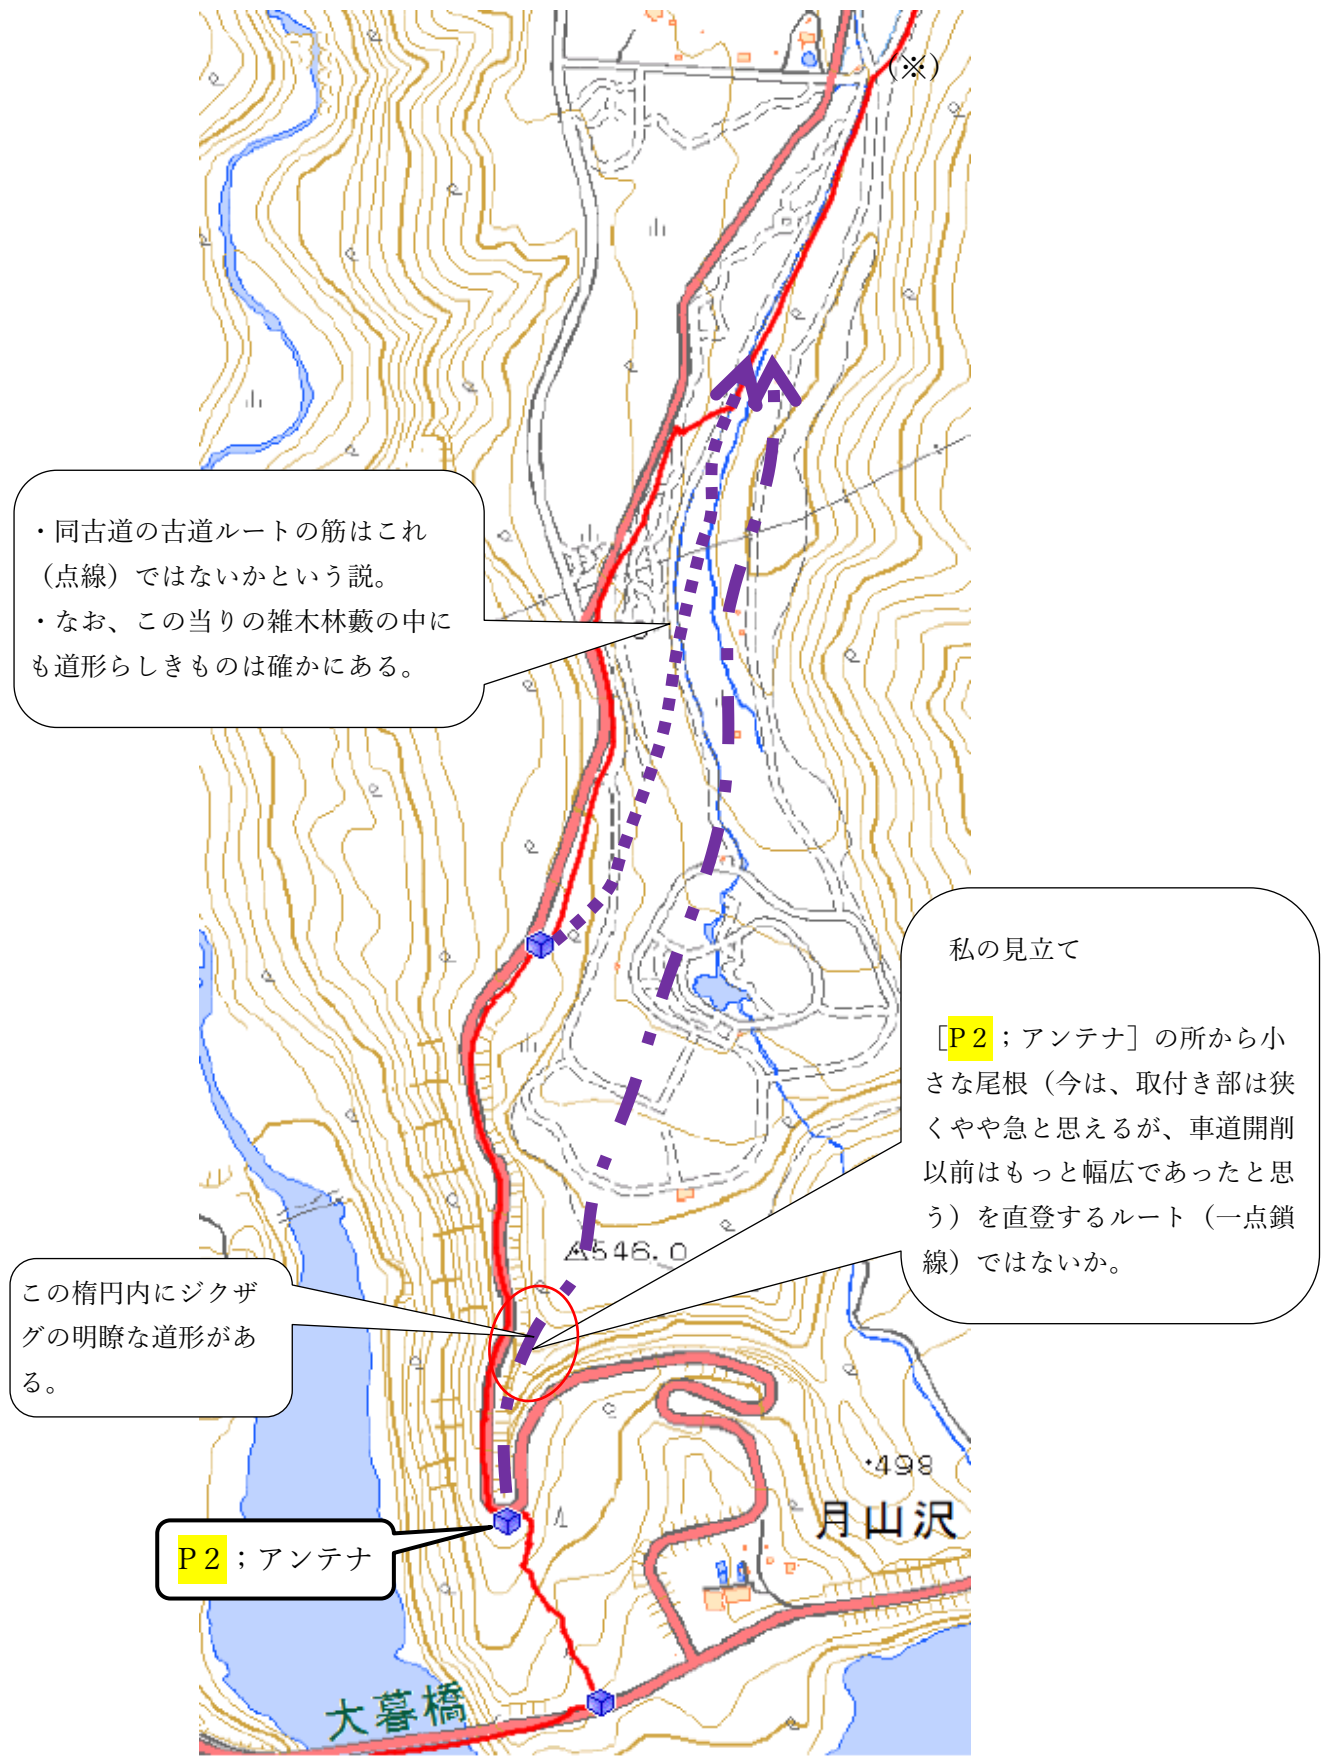 (※)
・同古道の古道ルートの筋はこれ
(点線)ではないかという説。
・なお、この当りの雑木林藪の中に
も道形らしきものは確かにある。
私の見立て
[P2;アンテナ]の所から小
さな尾根(今は、取付き部は狭
くやや急と思えるが、車道開削
以前はもっと幅広であったと思
う)を直登するルート(一点鎖
線)ではないか。
546.0
この楕円内にジクザ
グの明瞭な道形があ
る。
498
月山沢
P2;アンテナ
大暮橋